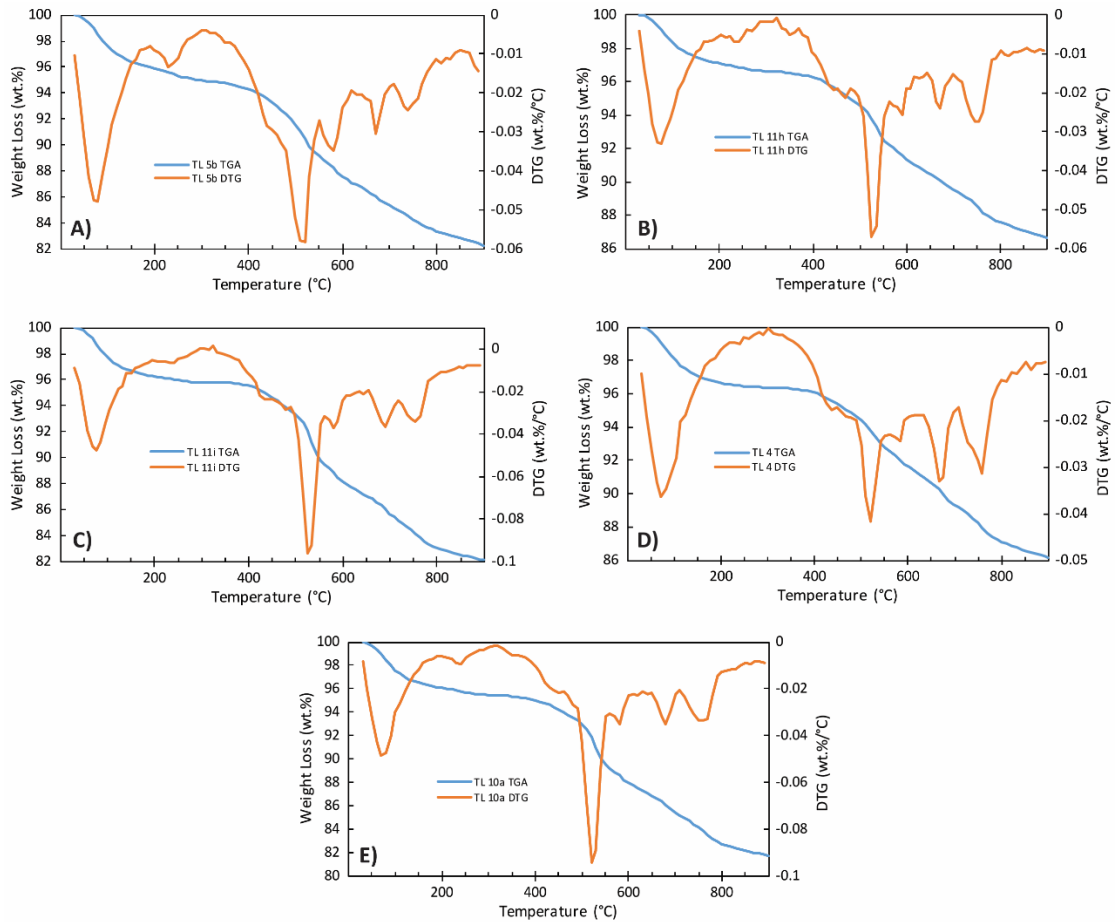 100
98
96
94
92
90
88
86
84
82
Weight Loss (wt.%)
TL 5b TGA
TL 5b DTG
A)
0
-0.01
-0.02
-0.03
-0.04
-0.05
-0.06
DTG (wt.%/°C)
200 400 600 800
Temperature (°C)
100
98
96
94
92
90
88
86
Weight Loss (wt.%)
TL 11h TGA
TL 11h DTG
B)
0
-0.01
-0.02
-0.03
-0.04
-0.05
-0.06
DTG (wt.%/°C)
200 400 600 800
Temperature (°C)
100
98
96
94
92
90
88
86
84
82
Weight Loss (wt.%)
TL 11i TGA
TL 11i DTG
C)
0
-0.02
-0.04
-0.06
-0.08
-0.1
DTG (wt.%/°C)
200 400 600 800
Temperature (°C)
100
98
96
94
92
90
88
86
Weight Loss (wt.%)
TL 4 TGA
TL 4 DTG
D)
0
-0.01
-0.02
-0.03
-0.04
-0.05
DTG (wt.%/°C)
200 400 600 800
Temperature (°C)
100
98
96
94
92
90
88
86
84
82
80
Weight Loss (wt.%)
TL 10a TGA
TL 10a DTG
E)
0
-0.02
-0.04
-0.06
-0.08
-0.1
DTG (wt.%/°C)
200 400 600 800
Temperature (°C)